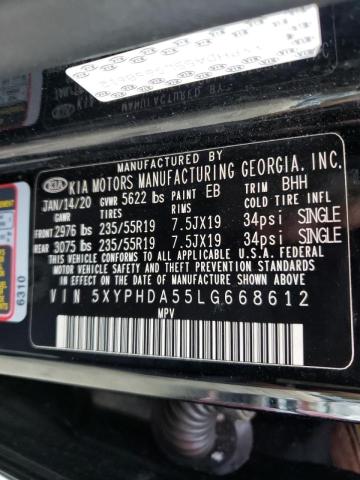 MANUFACTURED BY
KIA KIA MOTORS MANUFACTURING GEORGIA, INC.
JAN/14/20 GVWR 5622 lbs PAINT EB TRIM BHH
GAWR TIRES RIMS COLD TIRE INFL
FRONT 2976 lbs 235/55R19 7.5JX19 34psi SINGLE
REAR 3075 lbs 235/55R19 7.5JX19 34psi SINGLE
THIS VEHICLE CONFORMS TO ALL APPLICABLE U.S.A. FEDERAL
MOTOR VEHICLE SAFETY, BUMPER, AND THEFT PREVENTION
STANDARDS IN EFFECT ON THE DATE OF MANUFACTURE SHOWN ABOVE.
VIN 5XYPHDA55LG668612
MPV
6310